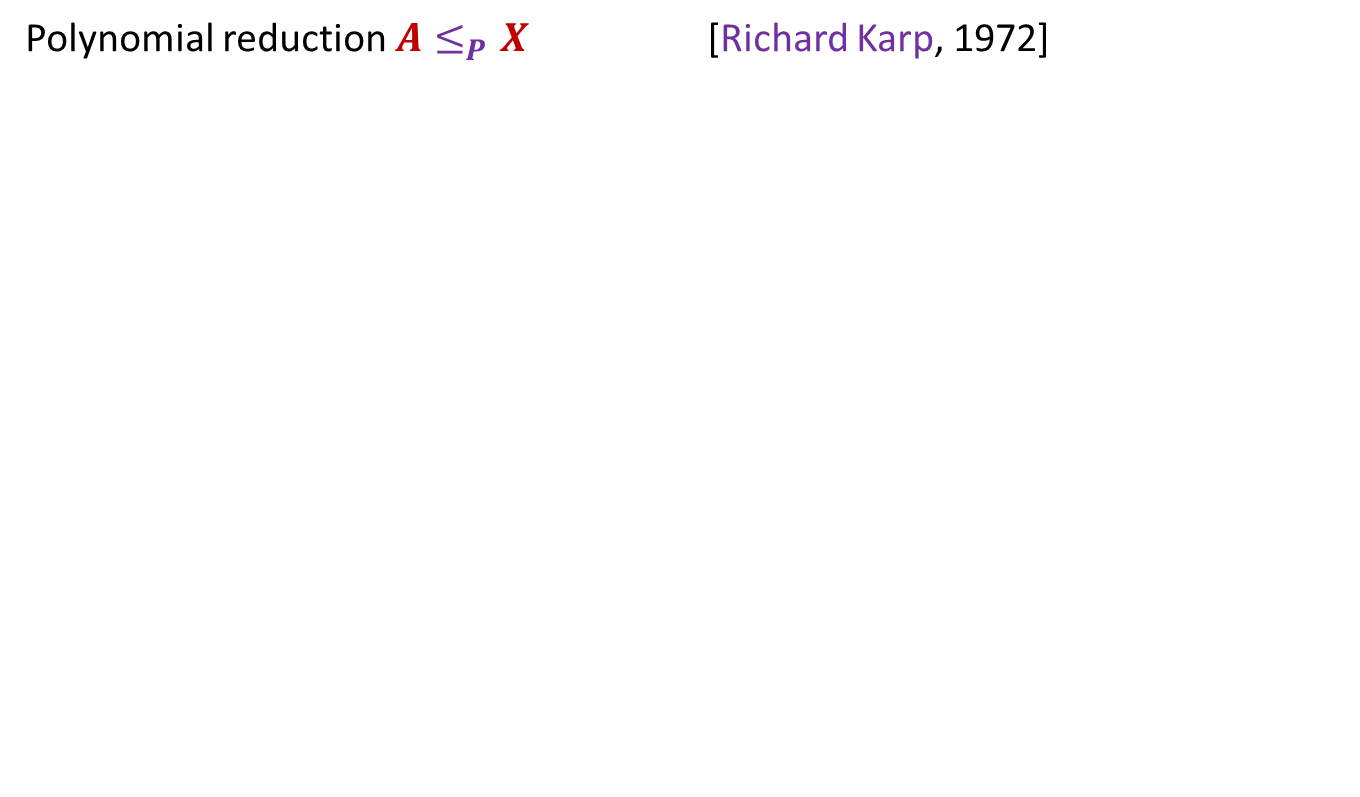 Polynomial reduction A ≤P X [Richard Karp, 1972]